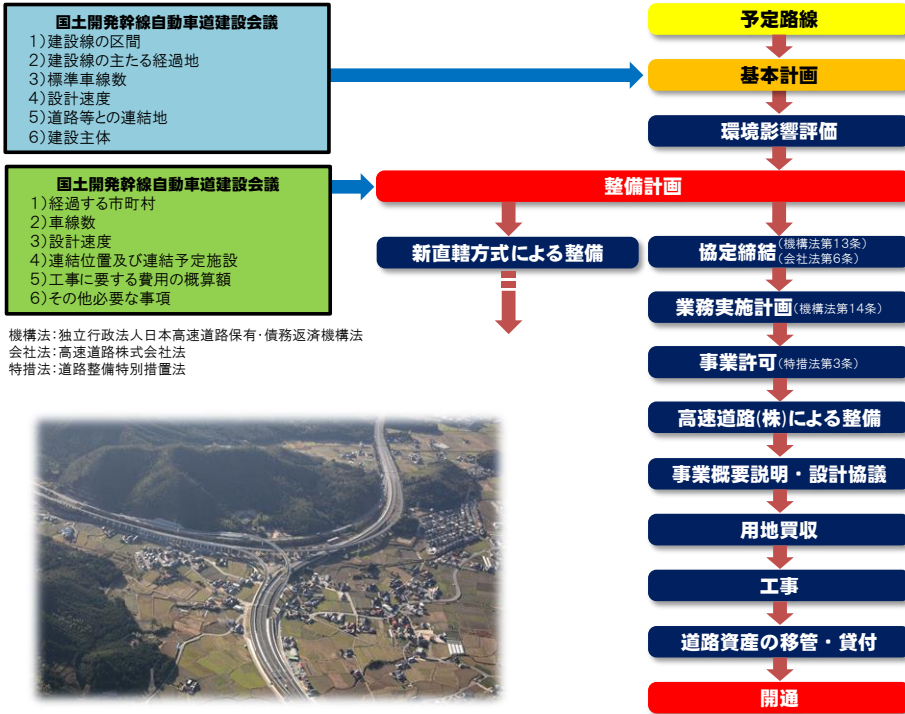 国土開発幹線自動車道建設会議
1)建設線の区間
2)建設線の主たる経過地
3)標準車線数
4)設計速度
5)道路等との連結地
6)建設主体
国土開発幹線自動車道建設会議
1)経過する市町村
2)車線数
3)設計速度
4)連結位置及び連結予定施設
5)工事に要する費用の概算額
6)その他必要な事項
機構法:独立行政法人日本高速道路保有・債務返済機構法
会社法:高速道路株式会社法
特措法:道路整備特別措置法
予定路線
基本計画
環境影響評価
整備計画
新直轄方式による整備
協定締結(機構法第13条)
(会社法第6条)
業務実施計画(機構法第14条)
事業許可(特措法第3条)
高速道路(株)による整備
事業概要説明・設計協議
用地買収
工事
道路資産の移管・貸付
開通